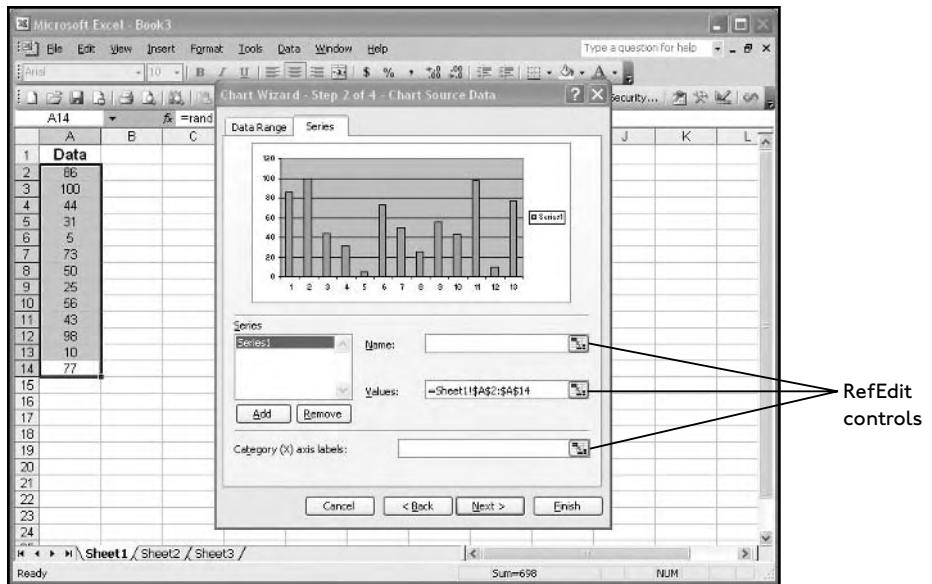 Microsoft Excel - Book3
File Edit View Insert Format Tools Data Window Help Type a question for help
Arial 10 B I U $ % ,
Chart Wizard - Step 2 of 4 - Chart Source Data ? X Security...
A14 fx =rand
A B C J K L
Data Range Series
1 Data
2 86
3 100
4 44
5 31
6 5
7 73
8 50
9 25
10 56
11 43
12 98
13 10
14 77
15
16
17
18
19
20
21
22
23
24
120
100
80
60
40
20
0
1 2 3 4 5 6 7 8 9 10 11 12 13
Series1
Series
Series1
Name:
Values: =Sheet1!$A$2:$A$14
Add Remove
Category (X) axis labels:
Cancel < Back Next > Finish
RefEdit
controls
Sheet1 / Sheet2 / Sheet3 /
Ready Sum=698 NUM